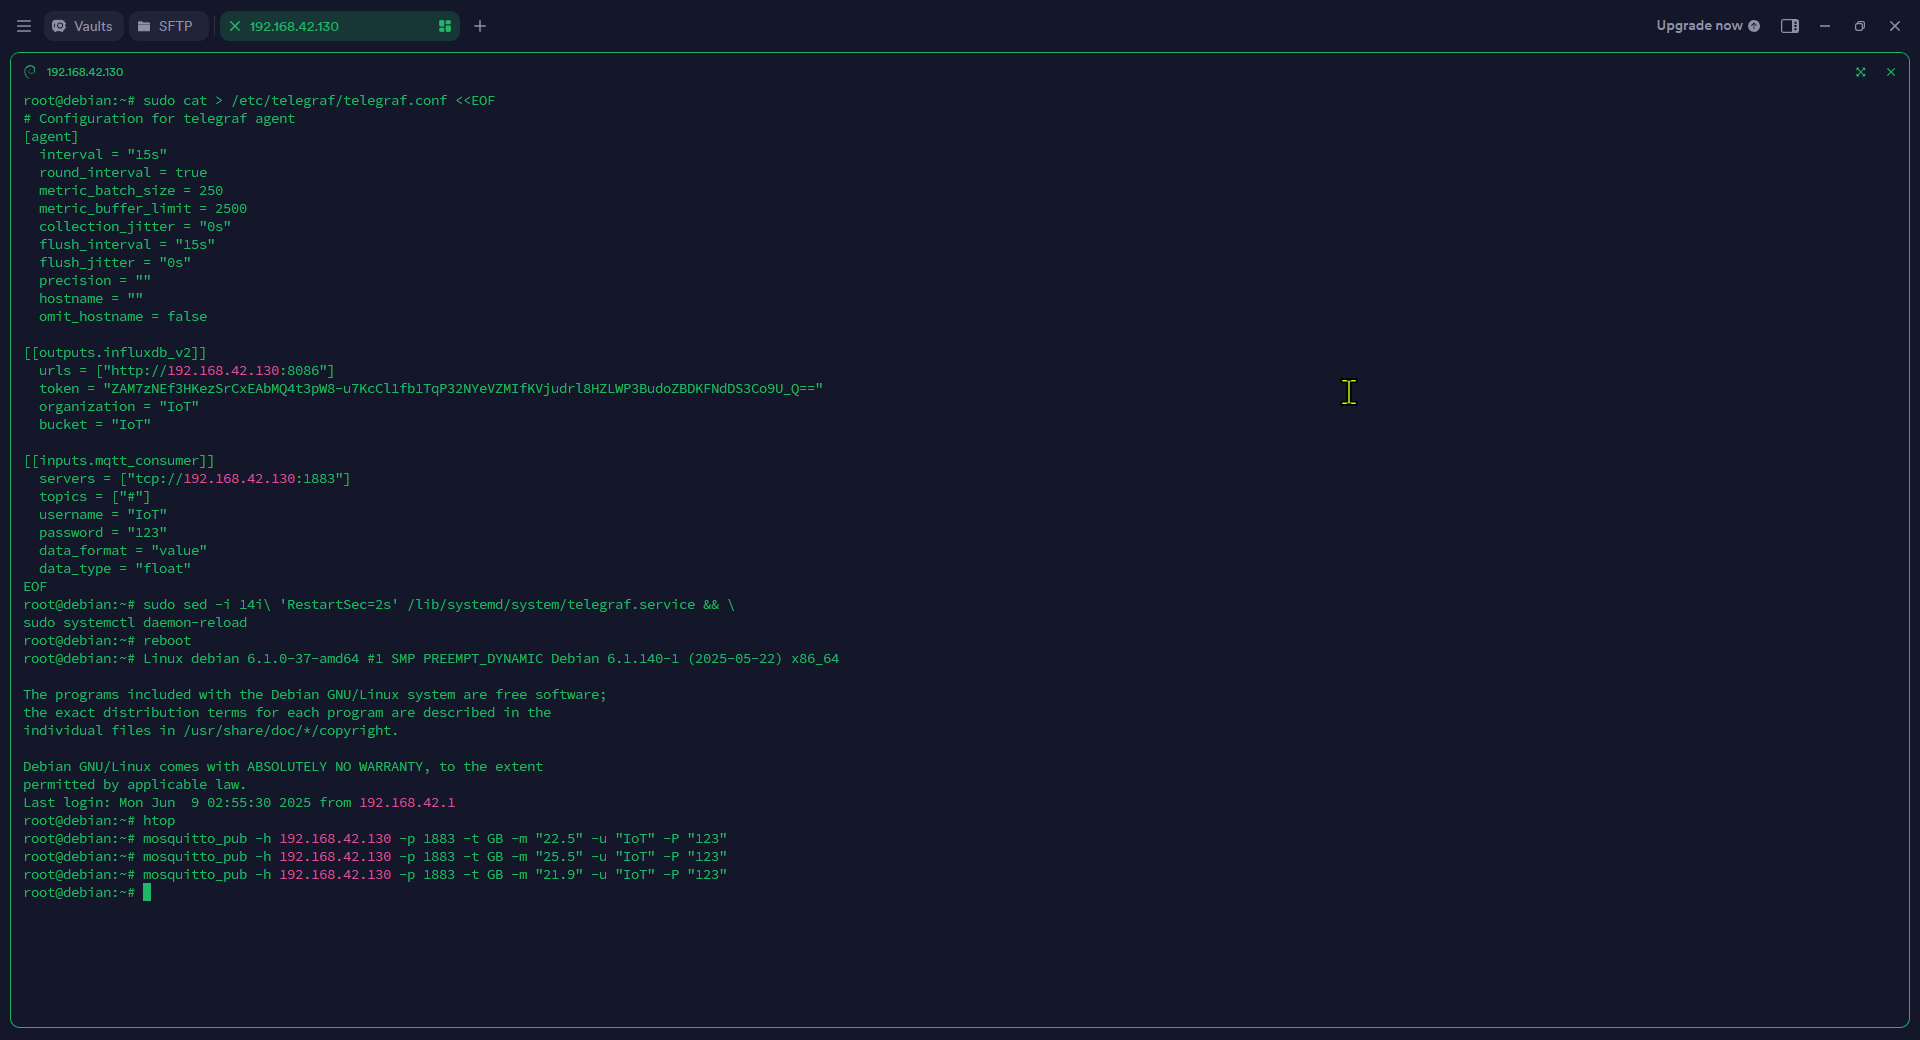 Vaults
SFTP
192.168.42.130
Upgrade now
192.168.42.130
root@debian:~# sudo cat > /etc/telegraf/telegraf.conf <<EOF
# Configuration for telegraf agent
[agent]
  interval = "15s"
  round_interval = true
  metric_batch_size = 250
  metric_buffer_limit = 2500
  collection_jitter = "0s"
  flush_interval = "15s"
  flush_jitter = "0s"
  precision = ""
  hostname = ""
  omit_hostname = false

[[outputs.influxdb_v2]]
  urls = ["http://192.168.42.130:8086"]
  token = "ZAM7zNEf3HKezSrCxEAbMQ4t3pW8-u7KcCl1fb1TqP32NYeVZMIfKVjudrl8HZLWP3BudoZBDKFNdDS3Co9U_Q=="
  organization = "IoT"
  bucket = "IoT"

[[inputs.mqtt_consumer]]
  servers = ["tcp://192.168.42.130:1883"]
  topics = ["#"]
  username = "IoT"
  password = "123"
  data_format = "value"
  data_type = "float"
EOF
root@debian:~# sudo sed -i 14i\ 'RestartSec=2s' /lib/systemd/system/telegraf.service && \
sudo systemctl daemon-reload
root@debian:~# reboot
root@debian:~# Linux debian 6.1.0-37-amd64 #1 SMP PREEMPT_DYNAMIC Debian 6.1.140-1 (2025-05-22) x86_64

The programs included with the Debian GNU/Linux system are free software;
the exact distribution terms for each program are described in the
individual files in /usr/share/doc/*/copyright.

Debian GNU/Linux comes with ABSOLUTELY NO WARRANTY, to the extent
permitted by applicable law.
Last login: Mon Jun  9 02:55:30 2025 from 192.168.42.1
root@debian:~# htop
root@debian:~# mosquitto_pub -h 192.168.42.130 -p 1883 -t GB -m "22.5" -u "IoT" -P "123"
root@debian:~# mosquitto_pub -h 192.168.42.130 -p 1883 -t GB -m "25.5" -u "IoT" -P "123"
root@debian:~# mosquitto_pub -h 192.168.42.130 -p 1883 -t GB -m "21.9" -u "IoT" -P "123"
root@debian:~#